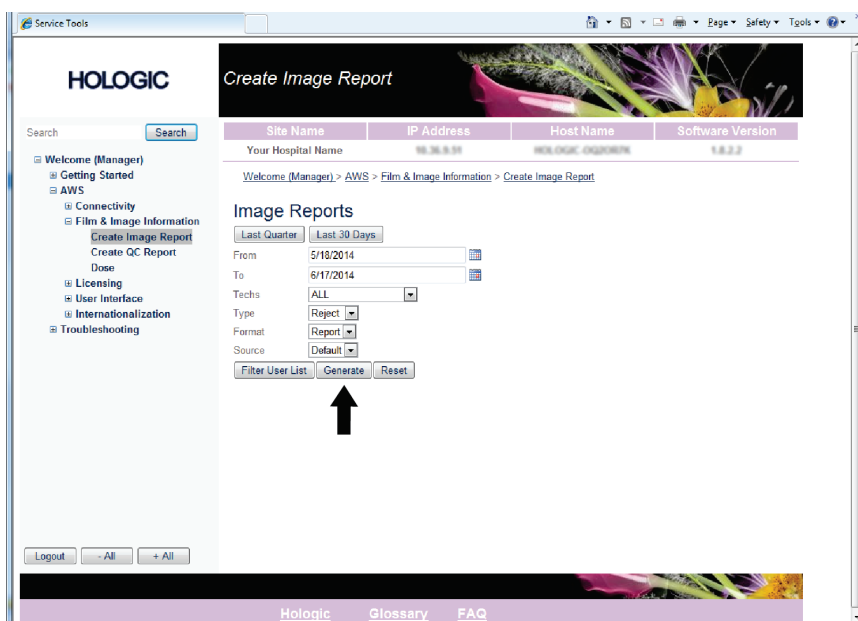 Service Tools
Page Safety Tools
HOLOGIC
Create Image Report
Search Search
Site Name IP Address Host Name Software Version
Your Hospital Name 1.8.2.2
Welcome (Manager)
Getting Started
AWS
Connectivity
Film & Image Information
Create Image Report
Create QC Report
Dose
Licensing
User Interface
Internationalization
Troubleshooting
Welcome (Manager) > AWS > Film & Image Information > Create Image Report
Image Reports
Last Quarter Last 30 Days
From 5/18/2014
To 6/17/2014
Techs ALL
Type Reject
Format Report
Source Default
Filter User List Generate Reset
Logout - All + All
Hologic Glossary FAQ